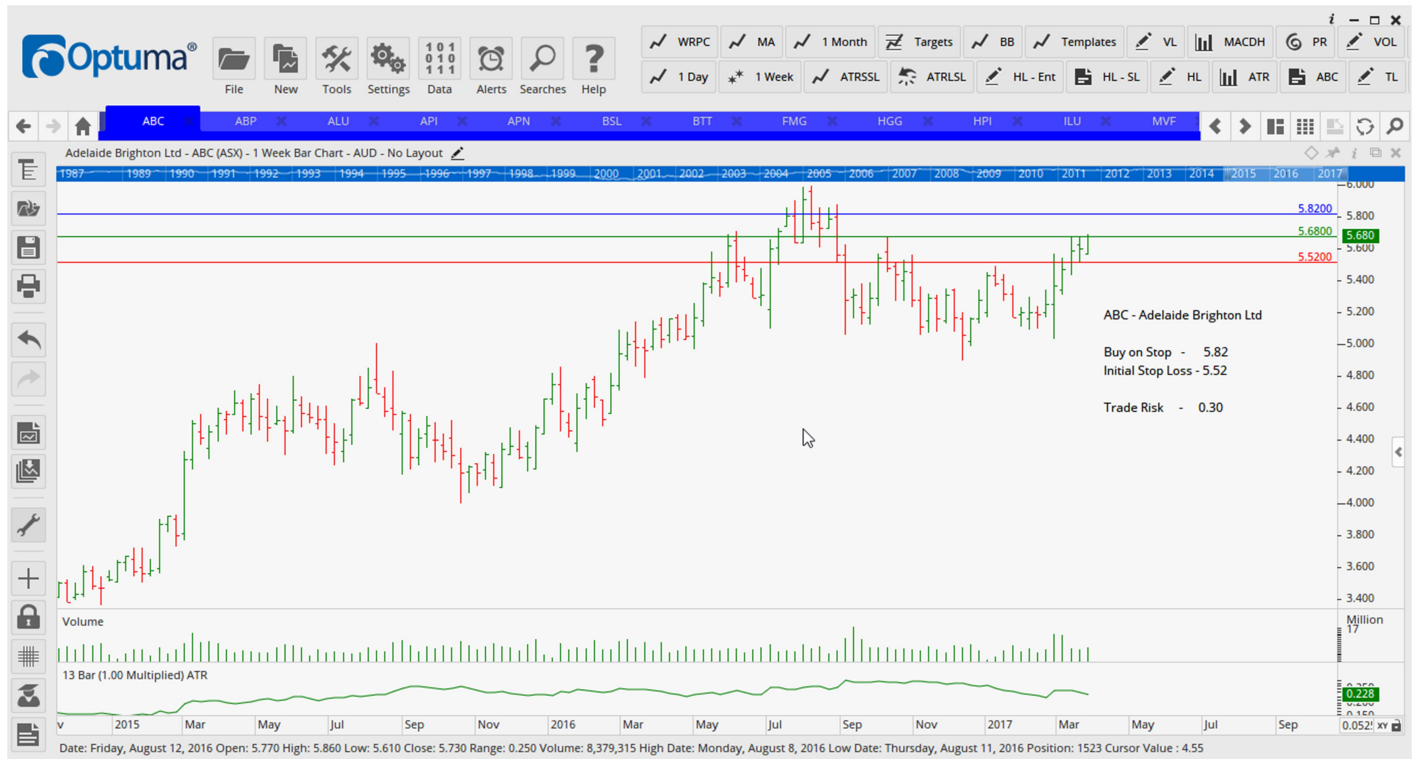 i
Optuma®
File New Tools Settings Data Alerts Searches Help
WRPC MA 1 Month Targets BB Templates VL MACDH PR VOL
1 Day 1 Week ATRSSL ATRLSL HL - Ent HL - SL HL ATR ABC TL
ABC ABP ALU API APN BSL BTT FMG HGG HPI ILU MVF
Adelaide Brighton Ltd - ABC (ASX) - 1 Week Bar Chart - AUD - No Layout
1987 1989 1990 1991 1992 1993 1994 1995 1996 1997 1998 1999 2000 2001 2002 2003 2004 2005 2006 2007 2008 2009 2010 2011 2012 2013 2014 2015 2016 2017
6.000
5.8200
5.800
5.6800
5.680
5.600
5.5200
5.400
5.200
5.000
4.800
4.600
4.400
4.200
4.000
3.800
3.600
3.400
ABC - Adelaide Brighton Ltd
Buy on Stop - 5.82
Initial Stop Loss - 5.52
Trade Risk - 0.30
Volume
Million
17
13 Bar (1.00 Multiplied) ATR
0.228
v 2015 Mar May Jul Sep Nov 2016 Mar May Jul Sep Nov 2017 Mar May Jul Sep
XY
Date: Friday, August 12, 2016 Open: 5.770 High: 5.860 Low: 5.610 Close: 5.730 Range: 0.250 Volume: 8,379,315 High Date: Monday, August 8, 2016 Low Date: Thursday, August 11, 2016 Position: 1523 Cursor Value : 4.55